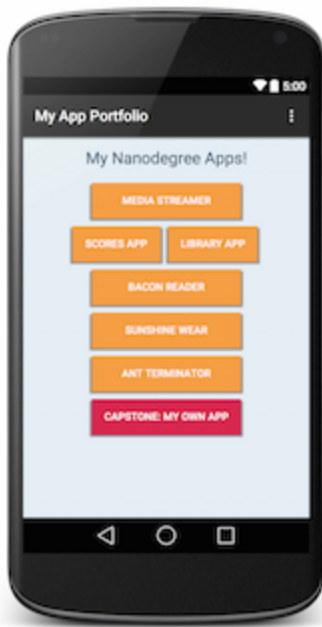 5:00
My App Portfolio
My Nanodegree Apps!
MEDIA STREAMER
SCORES APP LIBRARY APP
BACON READER
SUNSHINE WEAR
ANT TERMINATOR
CAPSTONE: MY OWN APP